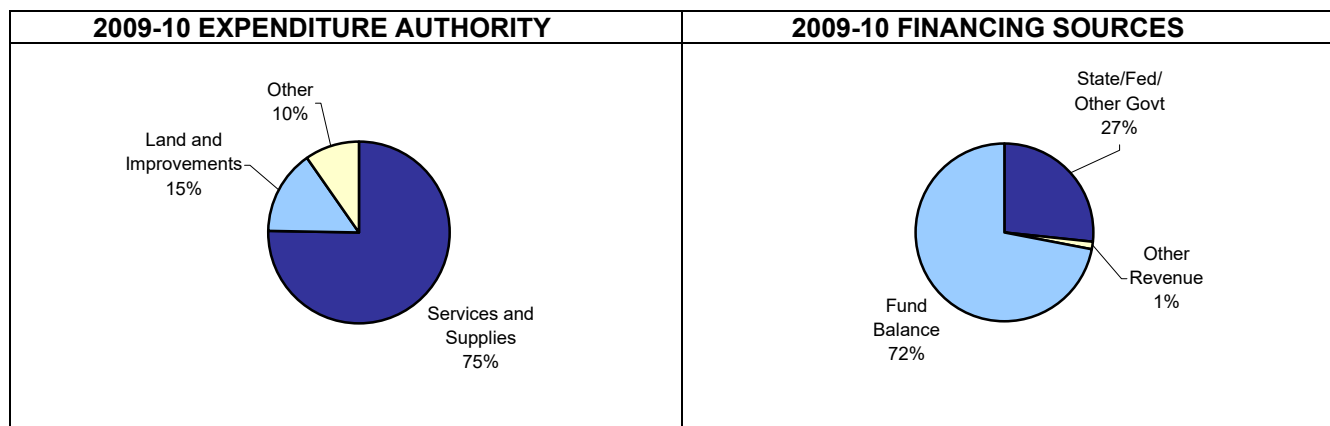 2009-10 EXPENDITURE AUTHORITY
Other
10%
Land and
Improvements
15%
Services and
Supplies
75%
2009-10 FINANCING SOURCES
State/Fed/
Other Govt
27%
Other
Revenue
1%
Fund
Balance
72%